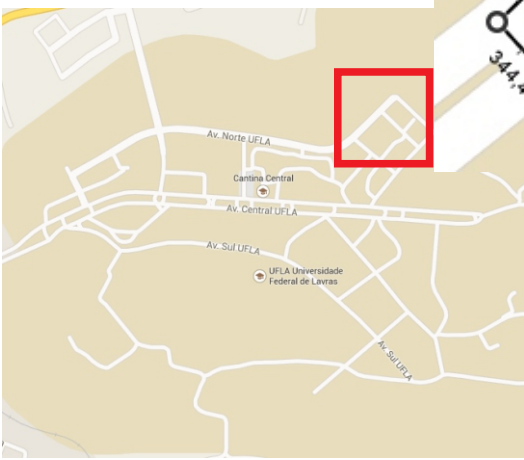 344,4
Av. Norte UFLA
Cantina Central
Av. Central UFLA
Av. Sul UFLA
UFLA Universidade
Federal de Lavras
Av. Sul UFLA